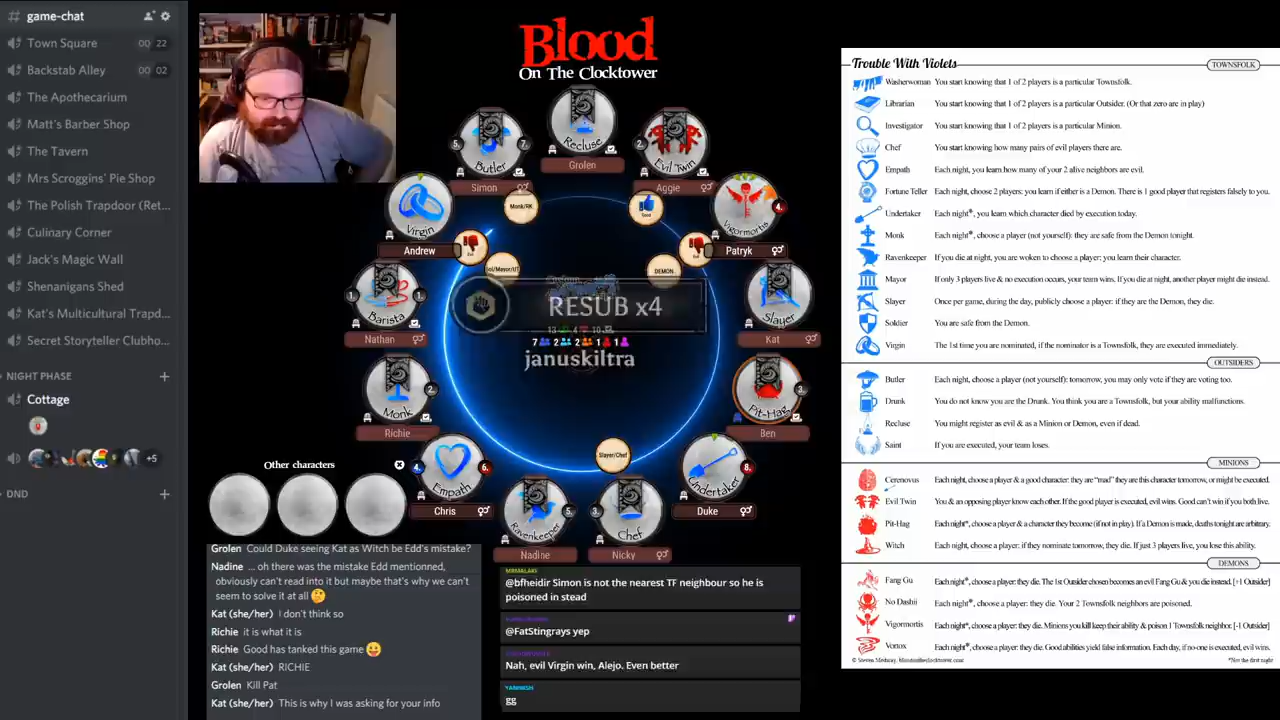 # game-chat
Town Square 00 22
Backstab Alley 00 02
The Apothecarium
Matt's Barber Shop
The Tavern
Mrs Scroggins' Pie Shop
Culinary Corner
Zak's Magic Wall
Shenanigans Shed
Kat's Multicultural Trapd...
Secret Storyteller Clubho...
NIGHT PHASE
Cottage
+5
DND
Blood
On The Clocktower
Recluse
Grolen
Butler
Simon
Evil Twin
Aggie
Virgin
Andrew
Vigormortis
Patryk
Barista
Nathan
Slayer
Kat
Monk
Richie
Pit-Hag
Ben
Empath
Chris
Undertaker
Duke
Ravenkeeper
Nadine
Chef
Nicky
Monk/RK
Good
Evil
Evil
DEMON
Slayer/Chef
RESUB x4
januskiltra
13 4 10
7 2 2 1 1
Other characters
Grolen Could Duke seeing Kat as Witch be Edd's mistake?
Nadine ... oh there was the mistake Edd mentionned,
obviously can't read into it but maybe that's why we can't
seem to solve it at all
Kat (she/her) I don't think so
Richie it is what it is
Richie Good has tanked this game
Kat (she/her) RICHIE
Grolen Kill Pat
Kat (she/her) This is why I was asking for your info
@bfheidir Simon is not the nearest TF neighbour so he is
poisoned in stead
@FatStingrays yep
Nah, evil Virgin win, Alejo. Even better
gg
Trouble With Violets
TOWNSFOLK
Washerwoman You start knowing that 1 of 2 players is a particular Townsfolk.
Librarian You start knowing that 1 of 2 players is a particular Outsider. (Or that zero are in play)
Investigator You start knowing that 1 of 2 players is a particular Minion.
Chef You start knowing how many pairs of evil players there are.
Empath Each night, you learn how many of your 2 alive neighbors are evil.
Fortune Teller Each night, choose 2 players: you learn if either is a Demon. There is 1 good player that registers falsely to you.
Undertaker Each night*, you learn which character died by execution today.
Monk Each night*, choose a player (not yourself): they are safe from the Demon tonight.
Ravenkeeper If you die at night, you are woken to choose a player: you learn their character.
Mayor If only 3 players live & no execution occurs, your team wins. If you die at night, another player might die instead.
Slayer Once per game, during the day, publicly choose a player: if they are the Demon, they die.
Soldier You are safe from the Demon.
Virgin The 1st time you are nominated, if the nominator is a Townsfolk, they are executed immediately.
OUTSIDERS
Butler Each night, choose a player (not yourself): tomorrow, you may only vote if they are voting too.
Drunk You do not know you are the Drunk. You think you are a Townsfolk, but your ability malfunctions.
Recluse You might register as evil & as a Minion or Demon, even if dead.
Saint If you are executed, your team loses.
MINIONS
Cerenovus Each night, choose a player & a good character: they are "mad" they are this character tomorrow, or might be executed.
Evil Twin You & an opposing player know each other. If the good player is executed, evil wins. Good can't win if you both live.
Pit-Hag Each night*, choose a player & a character they become (if not in play). If a Demon is made, deaths tonight are arbitrary.
Witch Each night, choose a player: if they nominate tomorrow, they die. If just 3 players live, you lose this ability.
DEMONS
Fang Gu Each night*, choose a player: they die. The 1st Outsider chosen becomes an evil Fang Gu & you die instead. [+1 Outsider]
No Dashii Each night*, choose a player: they die. Your 2 Townsfolk neighbors are poisoned.
Vigormortis Each night*, choose a player: they die. Minions you kill keep their ability & poison 1 Townsfolk neighbor. [-1 Outsider]
Vortox Each night*, choose a player: they die. Good abilities yield false information. Each day, if no-one is executed, evil wins.
*Not the first night